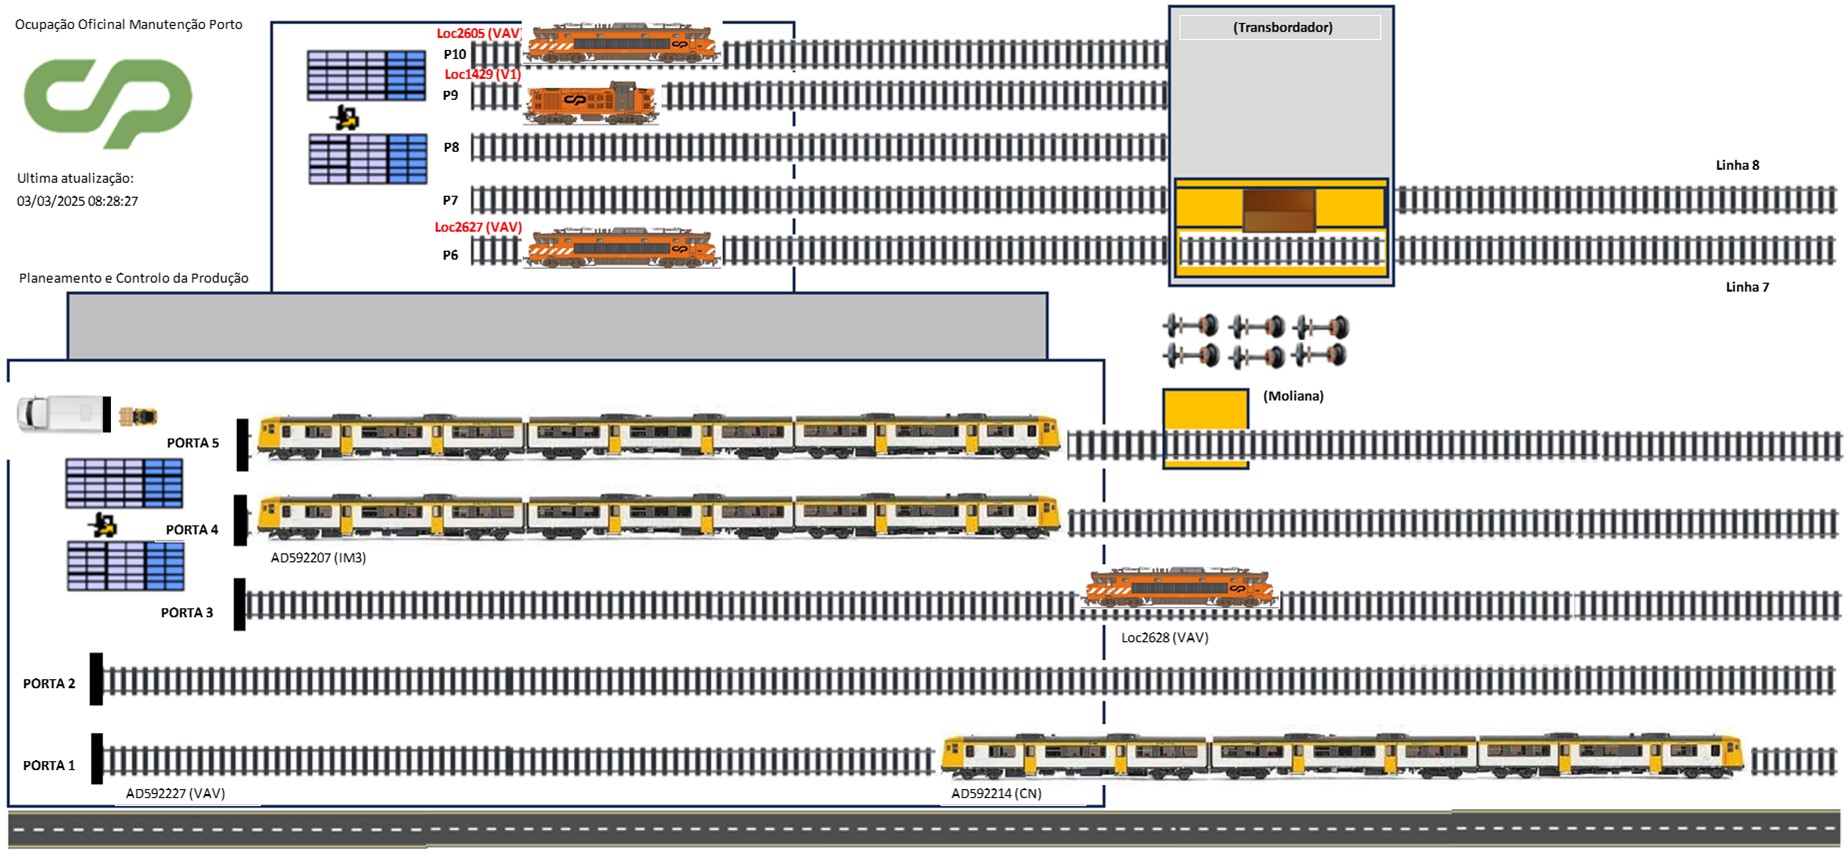 Ocupação Oficinal Manutenção Porto
Loc2605 (VAV)
(Transbordador)
P10
Loc1429 (V1)
P9
CP
P8
Linha 8
Ultima atualização:
03/03/2025 08:28:27
P7
Loc2627 (VAV)
P6
Planeamento e Controlo da Produção
Linha 7
(Moliana)
PORTA 5
PORTA 4
AD592207 (IM3)
PORTA 3
Loc2628 (VAV)
PORTA 2
PORTA 1
AD592227 (VAV)
AD592214 (CN)